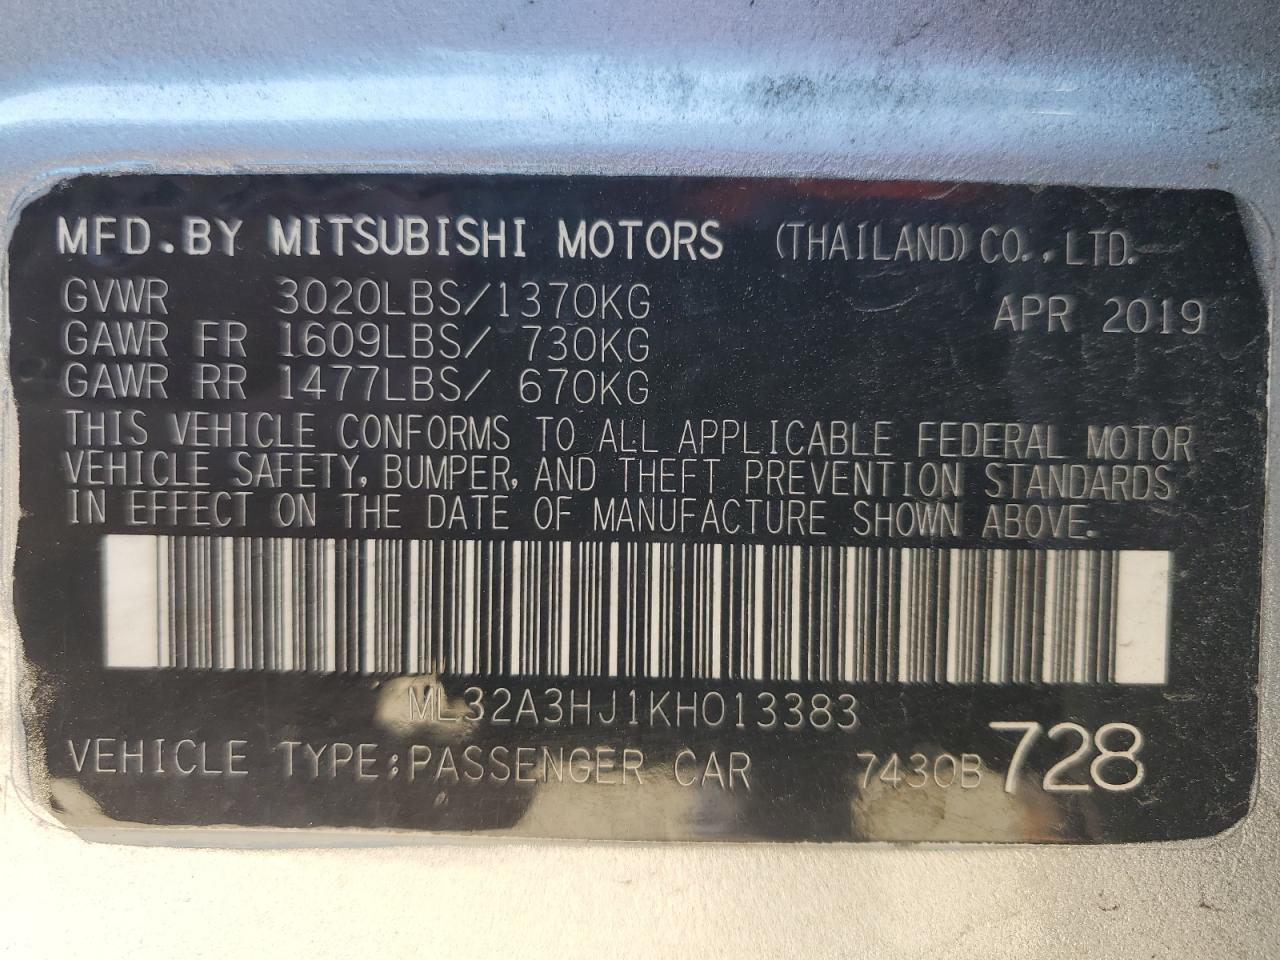 MFD.BY MITSUBISHI MOTORS (THAILAND) CO.,LTD.
GVWR 3020LBS/1370KG APR 2019
GAWR FR 1609LBS/ 730KG
GAWR RR 1477LBS/ 670KG
THIS VEHICLE CONFORMS TO ALL APPLICABLE FEDERAL MOTOR
VEHICLE SAFETY, BUMPER, AND THEFT PREVENTION STANDARDS
IN EFFECT ON THE DATE OF MANUFACTURE SHOWN ABOVE.
ML32A3HJ1KH013383
VEHICLE TYPE:PASSENGER CAR 7430B 728